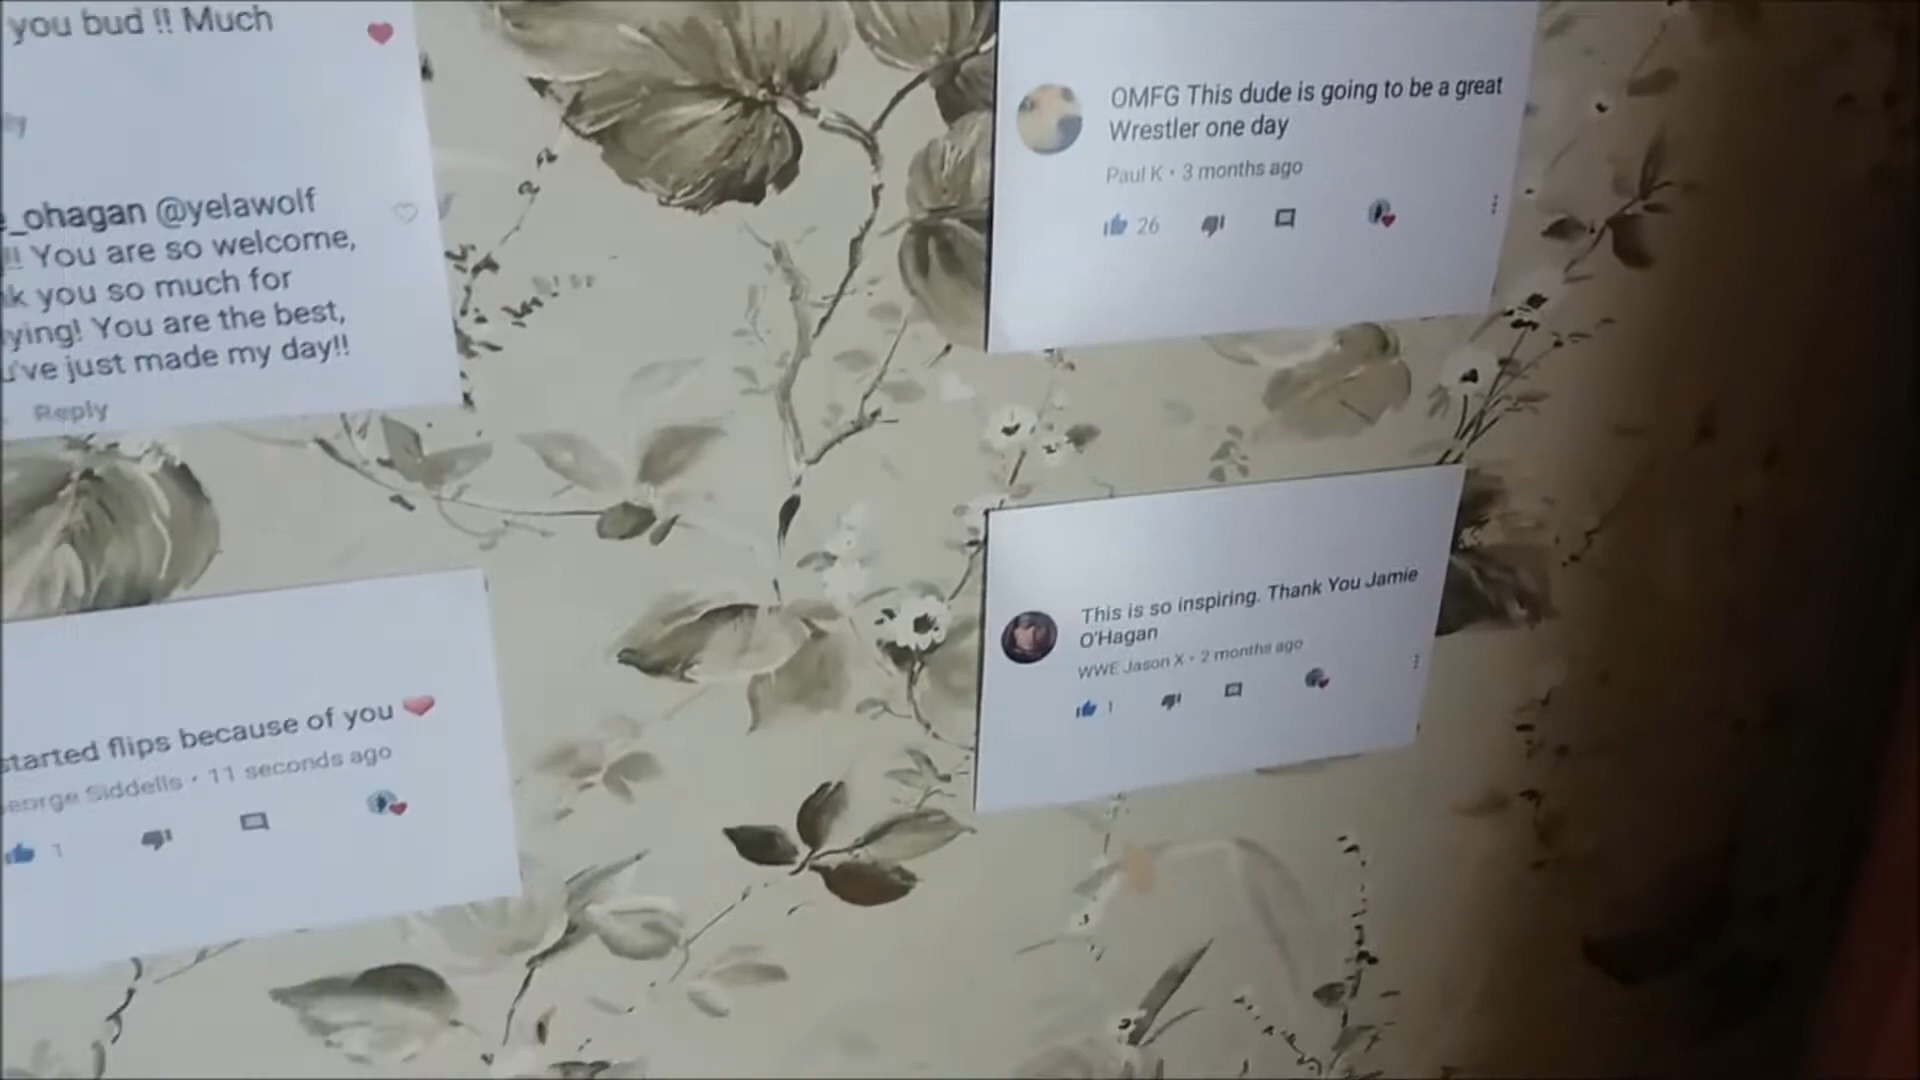 you bud !! Much
_ohagan @yelawolf
!! You are so welcome,
you so much for
You are the best,
just made my day!!
Reply
started flips because of you ❤
Siddells • 11 seconds ago
1
OMFG This dude is going to be a great
Wrestler one day
Paul K • 3 months ago
26
This is so inspiring. Thank You Jamie
O'Hagan
WWE Jason X • 2 months ago
1